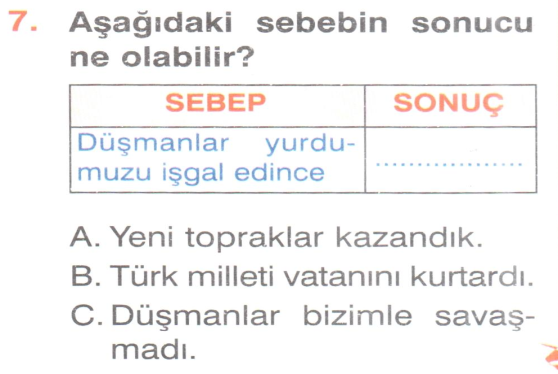 7. Aşağıdaki sebebin sonucu
ne olabilir?
SEBEP SONUÇ
Düşmanlar yurdu-
muzu işgal edince ..................
A. Yeni topraklar kazandık.
B. Türk milleti vatanını kurtardı.
C. Düşmanlar bizimle savaş-
madı.